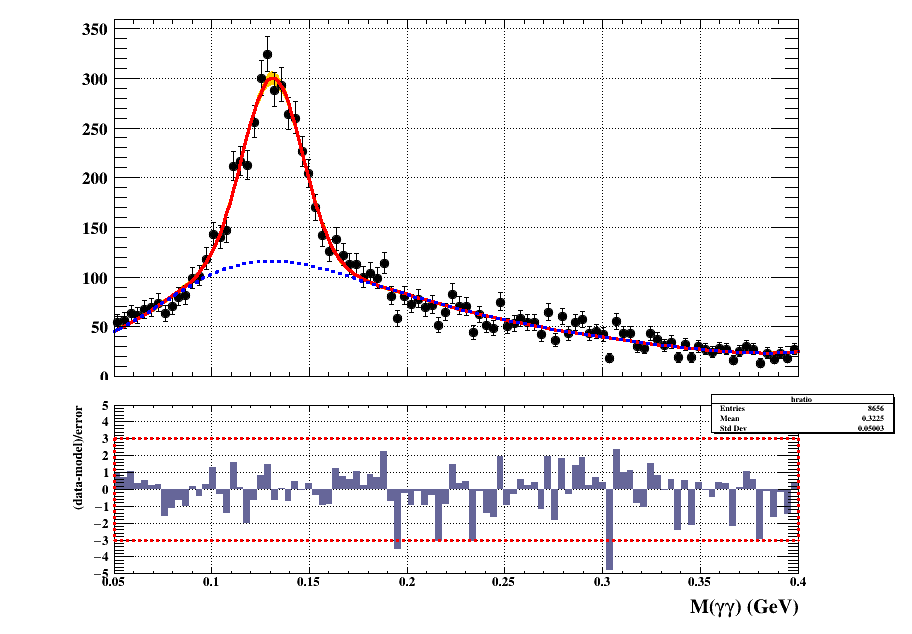 350
300
250
200
150
100
50
0
hratio
Entries 8656
Mean 0.3225
Std Dev 0.05003
(data-model)/error
5
4
3
2
1
0
−1
−2
−3
−4
−5
0.05 0.1 0.15 0.2 0.25 0.3 0.35 0.4
M(γγ) (GeV)